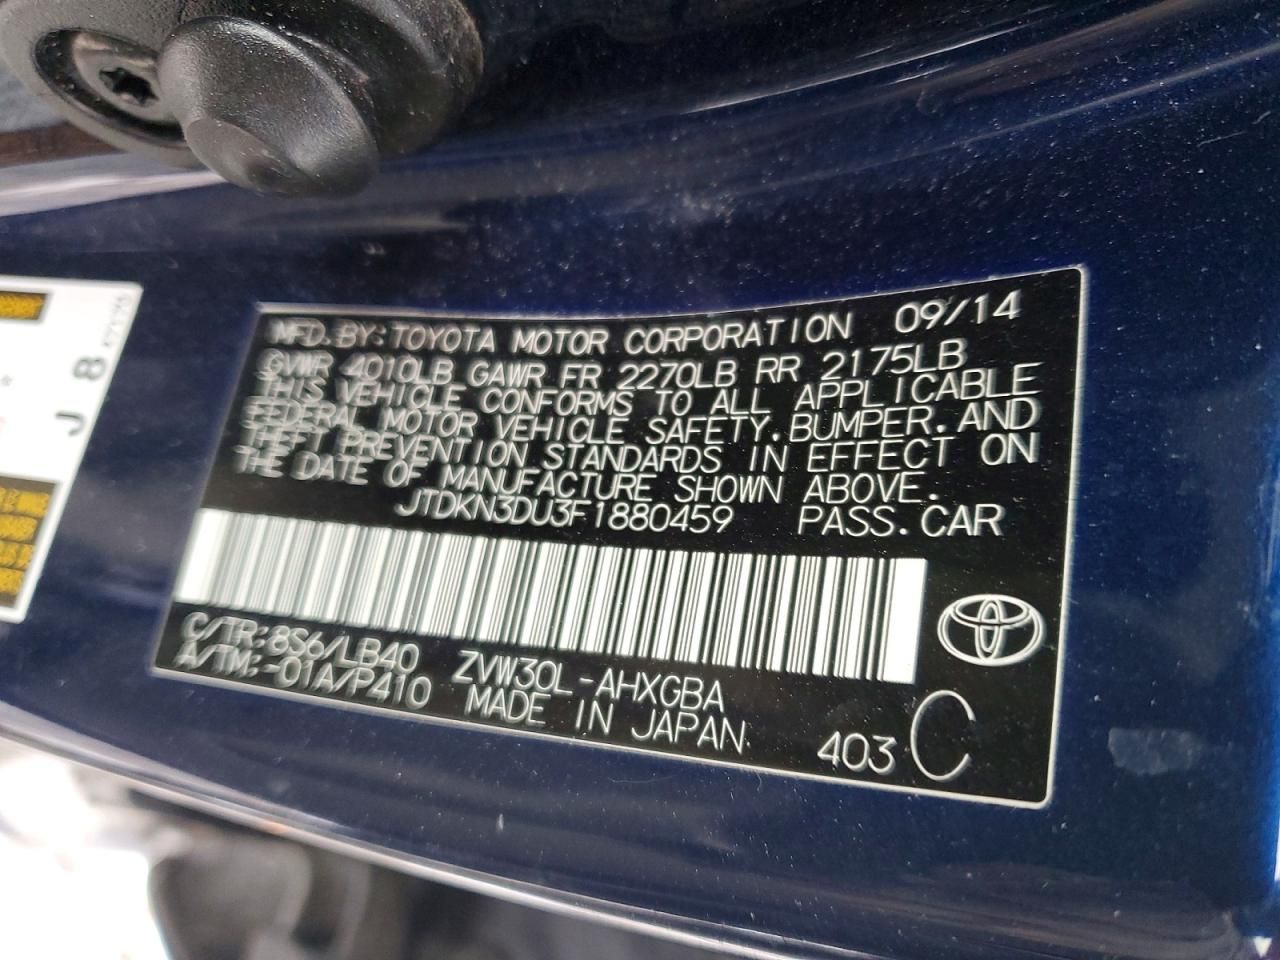 MFD.BY:TOYOTA MOTOR CORPORATION 09/14
GVWR 4010LB GAWR FR 2270LB RR 2175LB
THIS VEHICLE CONFORMS TO ALL APPLICABLE
FEDERAL MOTOR VEHICLE SAFETY,BUMPER,AND
THEFT PREVENTION STANDARDS IN EFFECT ON
THE DATE OF MANUFACTURE SHOWN ABOVE.
JTDKN3DU3F1880459 PASS.CAR
C/TR:8S6/LB40 ZVW30L-AHXGBA
A/TM:-01A/P410 MADE IN JAPAN
403 C
J 8